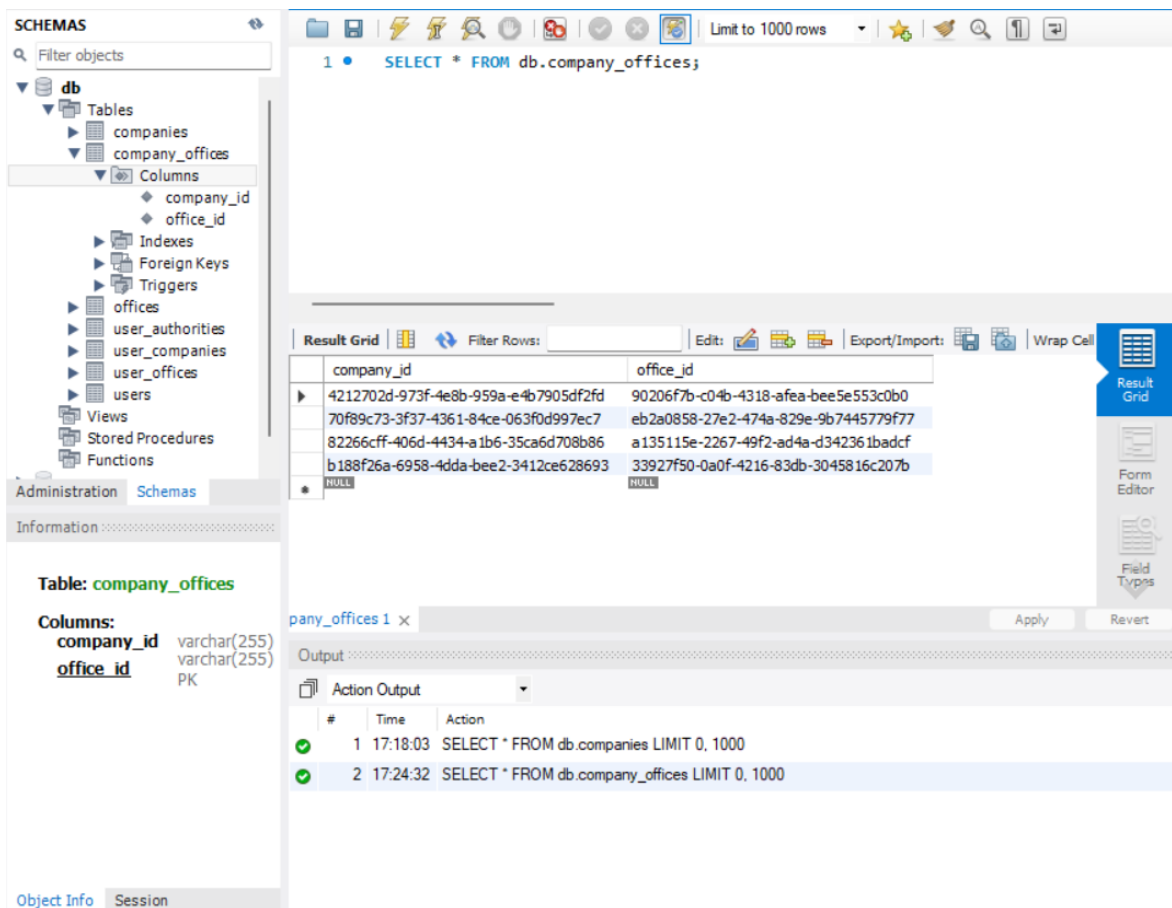 SCHEMAS
Filter objects
db
Tables
companies
company_offices
Columns
company_id
office_id
Indexes
Foreign Keys
Triggers
offices
user_authorities
user_companies
user_offices
users
Views
Stored Procedures
Functions
Administration Schemas
Information
Table: company_offices
Columns:
company_id varchar(255)
office_id varchar(255)
PK
Object Info Session
Limit to 1000 rows
1 SELECT * FROM db.company_offices;
Result Grid Filter Rows: Edit: Export/Import: Wrap Cell
company_id office_id
4212702d-973f-4e8b-959a-e4b7905df2fd 90206f7b-c04b-4318-afea-bee5e553c0b0
70f89c73-3f37-4361-84ce-063f0d997ec7 eb2a0858-27e2-474a-829e-9b7445779f77
82266cff-406d-4434-a1b6-35ca6d708b86 a135115e-2267-49f2-ad4a-d342361badcf
b188f26a-6958-4dda-bee2-3412ce628693 33927f50-0a0f-4216-83db-3045816c207b
NULL NULL
Result
Grid
Form
Editor
Field
Types
pany_offices 1
Apply Revert
Output
Action Output
# Time Action
1 17:18:03 SELECT * FROM db.companies LIMIT 0, 1000
2 17:24:32 SELECT * FROM db.company_offices LIMIT 0, 1000